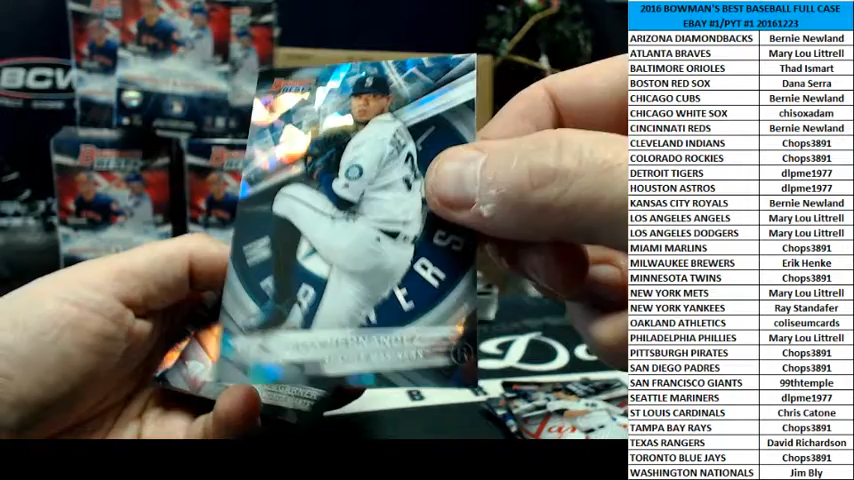 2016 BOWMAN'S BEST BASEBALL FULL CASE
EBAY #1/PYT #1 20161223
ARIZONA DIAMONDBACKS Bernie Newland
ATLANTA BRAVES Mary Lou Littrell
BALTIMORE ORIOLES Thad Ismart
BOSTON RED SOX Dana Serra
CHICAGO CUBS Bernie Newland
CHICAGO WHITE SOX chisoxadam
CINCINNATI REDS Bernie Newland
CLEVELAND INDIANS Chops3891
COLORADO ROCKIES Chops3891
DETROIT TIGERS dlpme1977
HOUSTON ASTROS dlpme1977
KANSAS CITY ROYALS Bernie Newland
LOS ANGELES ANGELS Mary Lou Littrell
LOS ANGELES DODGERS Mary Lou Littrell
MIAMI MARLINS Chops3891
MILWAUKEE BREWERS Erik Henke
MINNESOTA TWINS Chops3891
NEW YORK METS Mary Lou Littrell
NEW YORK YANKEES Ray Standafer
OAKLAND ATHLETICS coliseumcards
PHILADELPHIA PHILLIES Mary Lou Littrell
PITTSBURGH PIRATES Chops3891
SAN DIEGO PADRES Chops3891
SAN FRANCISCO GIANTS 99thtemple
SEATTLE MARINERS dlpme1977
ST LOUIS CARDINALS Chris Catone
TAMPA BAY RAYS Chops3891
TEXAS RANGERS David Richardson
TORONTO BLUE JAYS Chops3891
WASHINGTON NATIONALS Jim Bly
BCW
BOWMAN'S
BEST
HERNANDEZ